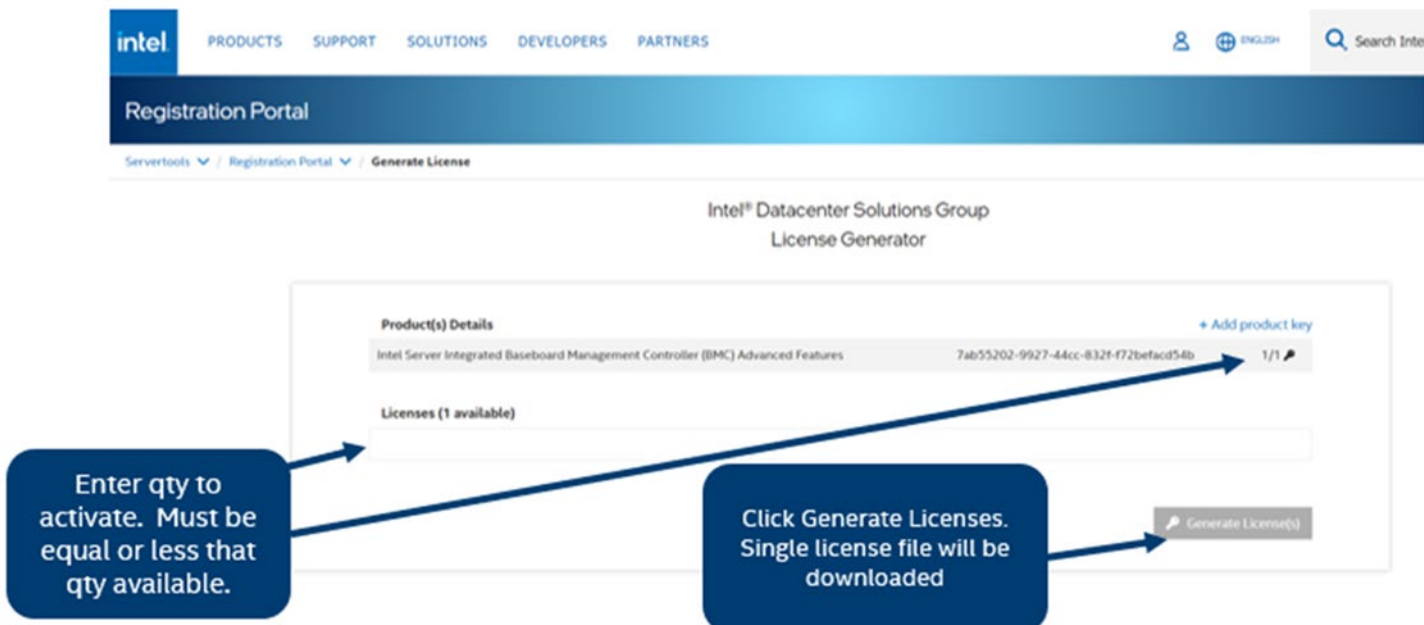 intel. PRODUCTS SUPPORT SOLUTIONS DEVELOPERS PARTNERS ENGLISH Search Inte
Registration Portal
Servertools / Registration Portal / Generate License
Intel® Datacenter Solutions Group
License Generator
Product(s) Details + Add product key
Intel Server Integrated Baseboard Management Controller (BMC) Advanced Features 7ab55202-9927-44cc-832f-f72befacd54b 1/1
Licenses (1 available)
Enter qty to
activate. Must be
equal or less that
qty available.
Click Generate Licenses.
Single license file will be
downloaded
Generate License(s)